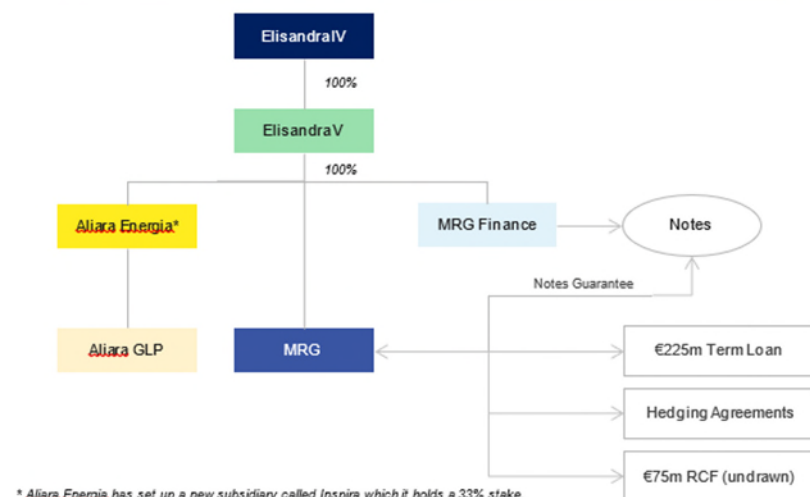 ElisandraIV
100%
ElisandraV
100%
Aliara Energia*
MRG Finance
Notes
Notes Guarantee
Aliara GLP
MRG
€225m Term Loan
Hedging Agreements
€75m RCF (undrawn)
* Aliara Energia has set up a new subsidiary called Inspira which it holds a 33% stake